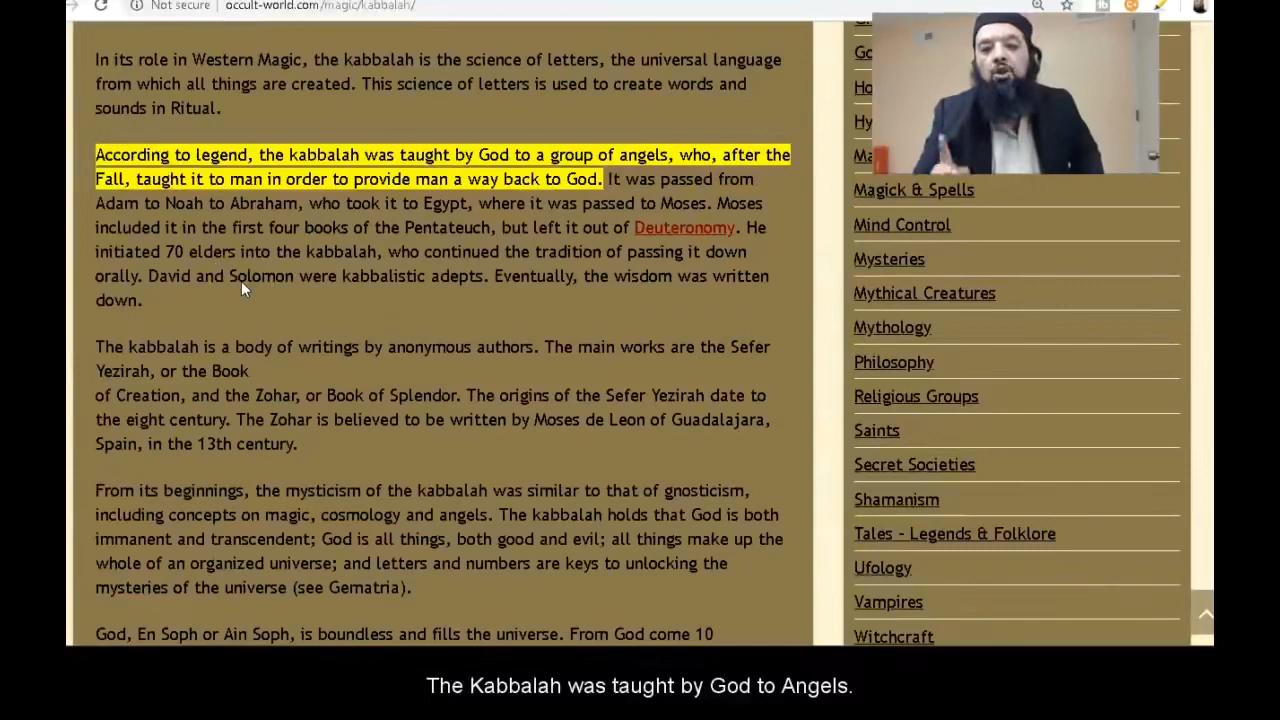 Not secure occult-world.com/magic/kabbalah/
In its role in Western Magic, the kabbalah is the science of letters, the universal language
from which all things are created. This science of letters is used to create words and
sounds in Ritual.
According to legend, the kabbalah was taught by God to a group of angels, who, after the
Fall, taught it to man in order to provide man a way back to God. It was passed from
Adam to Noah to Abraham, who took it to Egypt, where it was passed to Moses. Moses
included it in the first four books of the Pentateuch, but left it out of Deuteronomy. He
initiated 70 elders into the kabbalah, who continued the tradition of passing it down
orally. David and Solomon were kabbalistic adepts. Eventually, the wisdom was written
down.
The kabbalah is a body of writings by anonymous authors. The main works are the Sefer
Yezirah, or the Book
of Creation, and the Zohar, or Book of Splendor. The origins of the Sefer Yezirah date to
the eight century. The Zohar is believed to be written by Moses de Leon of Guadalajara,
Spain, in the 13th century.
From its beginnings, the mysticism of the kabbalah was similar to that of gnosticism,
including concepts on magic, cosmology and angels. The kabbalah holds that God is both
immanent and transcendent; God is all things, both good and evil; all things make up the
whole of an organized universe; and letters and numbers are keys to unlocking the
mysteries of the universe (see Gematria).
God, En Soph or Ain Soph, is boundless and fills the universe. From God come 10
Go
Ho
Hy
Ma
Magick & Spells
Mind Control
Mysteries
Mythical Creatures
Mythology
Philosophy
Religious Groups
Saints
Secret Societies
Shamanism
Tales - Legends & Folklore
Ufology
Vampires
Witchcraft
The Kabbalah was taught by God to Angels.